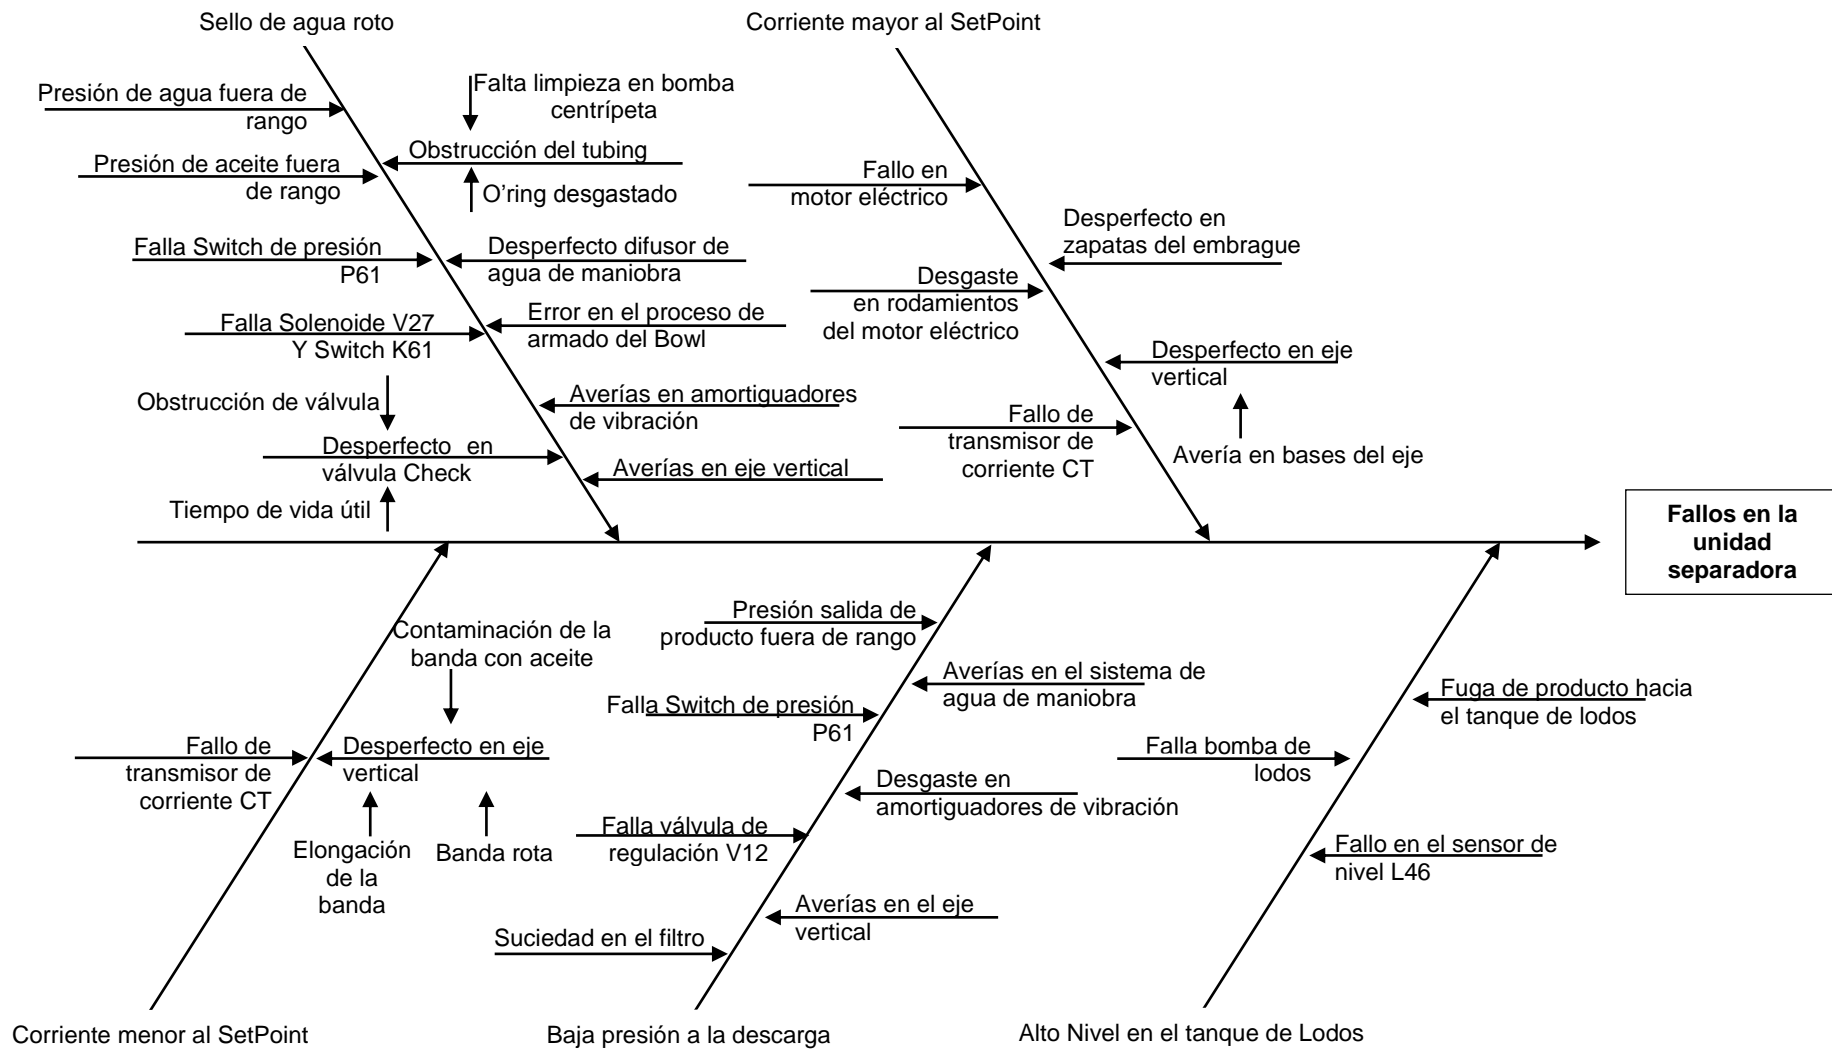 Sello de agua roto
Corriente mayor al SetPoint
Presión de agua fuera de
rango
Falta limpieza en bomba
centrípeta
Obstrucción del tubing
Presión de aceite fuera
de rango
O'ring desgastado
Fallo en
motor eléctrico
Desperfecto en
zapatas del embrague
Falla Switch de presión
P61
Desperfecto difusor de
agua de maniobra
Desgaste
en rodamientos
del motor eléctrico
Falla Solenoide V27
Y Switch K61
Error en el proceso de
armado del Bowl
Desperfecto en eje
vertical
Obstrucción de válvula
Averías en amortiguadores
de vibración
Fallo de
transmisor de
corriente CT
Avería en bases del eje
Desperfecto en
válvula Check
Averías en eje vertical
Tiempo de vida útil
Fallos en la
unidad
separadora
Contaminación de la
banda con aceite
Presión salida de
producto fuera de rango
Averías en el sistema de
agua de maniobra
Fuga de producto hacia
el tanque de lodos
Falla Switch de presión
P61
Fallo de
transmisor de
corriente CT
Desperfecto en eje
vertical
Falla bomba de
lodos
Desgaste en
amortiguadores de vibración
Elongación
de la
banda
Banda rota
Falla válvula de
regulación V12
Fallo en el sensor de
nivel L46
Averías en el eje
vertical
Suciedad en el filtro
Corriente menor al SetPoint
Baja presión a la descarga
Alto Nivel en el tanque de Lodos